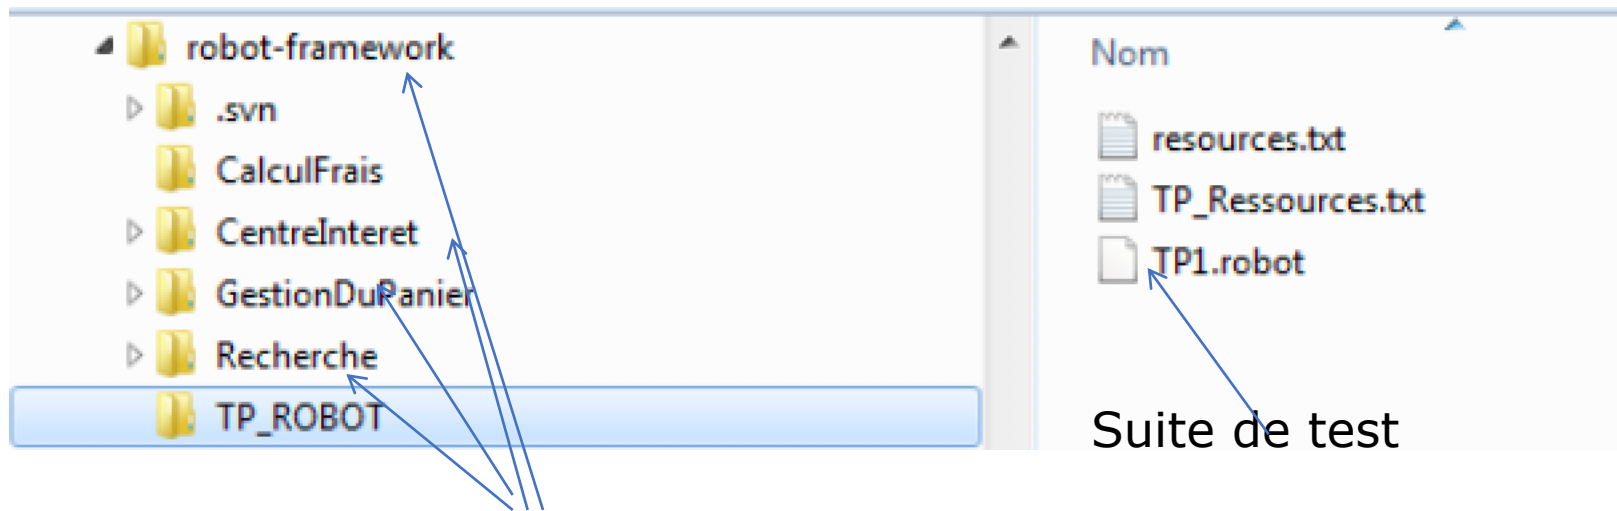 robot-framework
.svn
CalculFrais
CentreInteret
GestionDuPanier
Recherche
TP_ROBOT
Nom
resources.txt
TP_Ressources.txt
TP1.robot
Suite de test